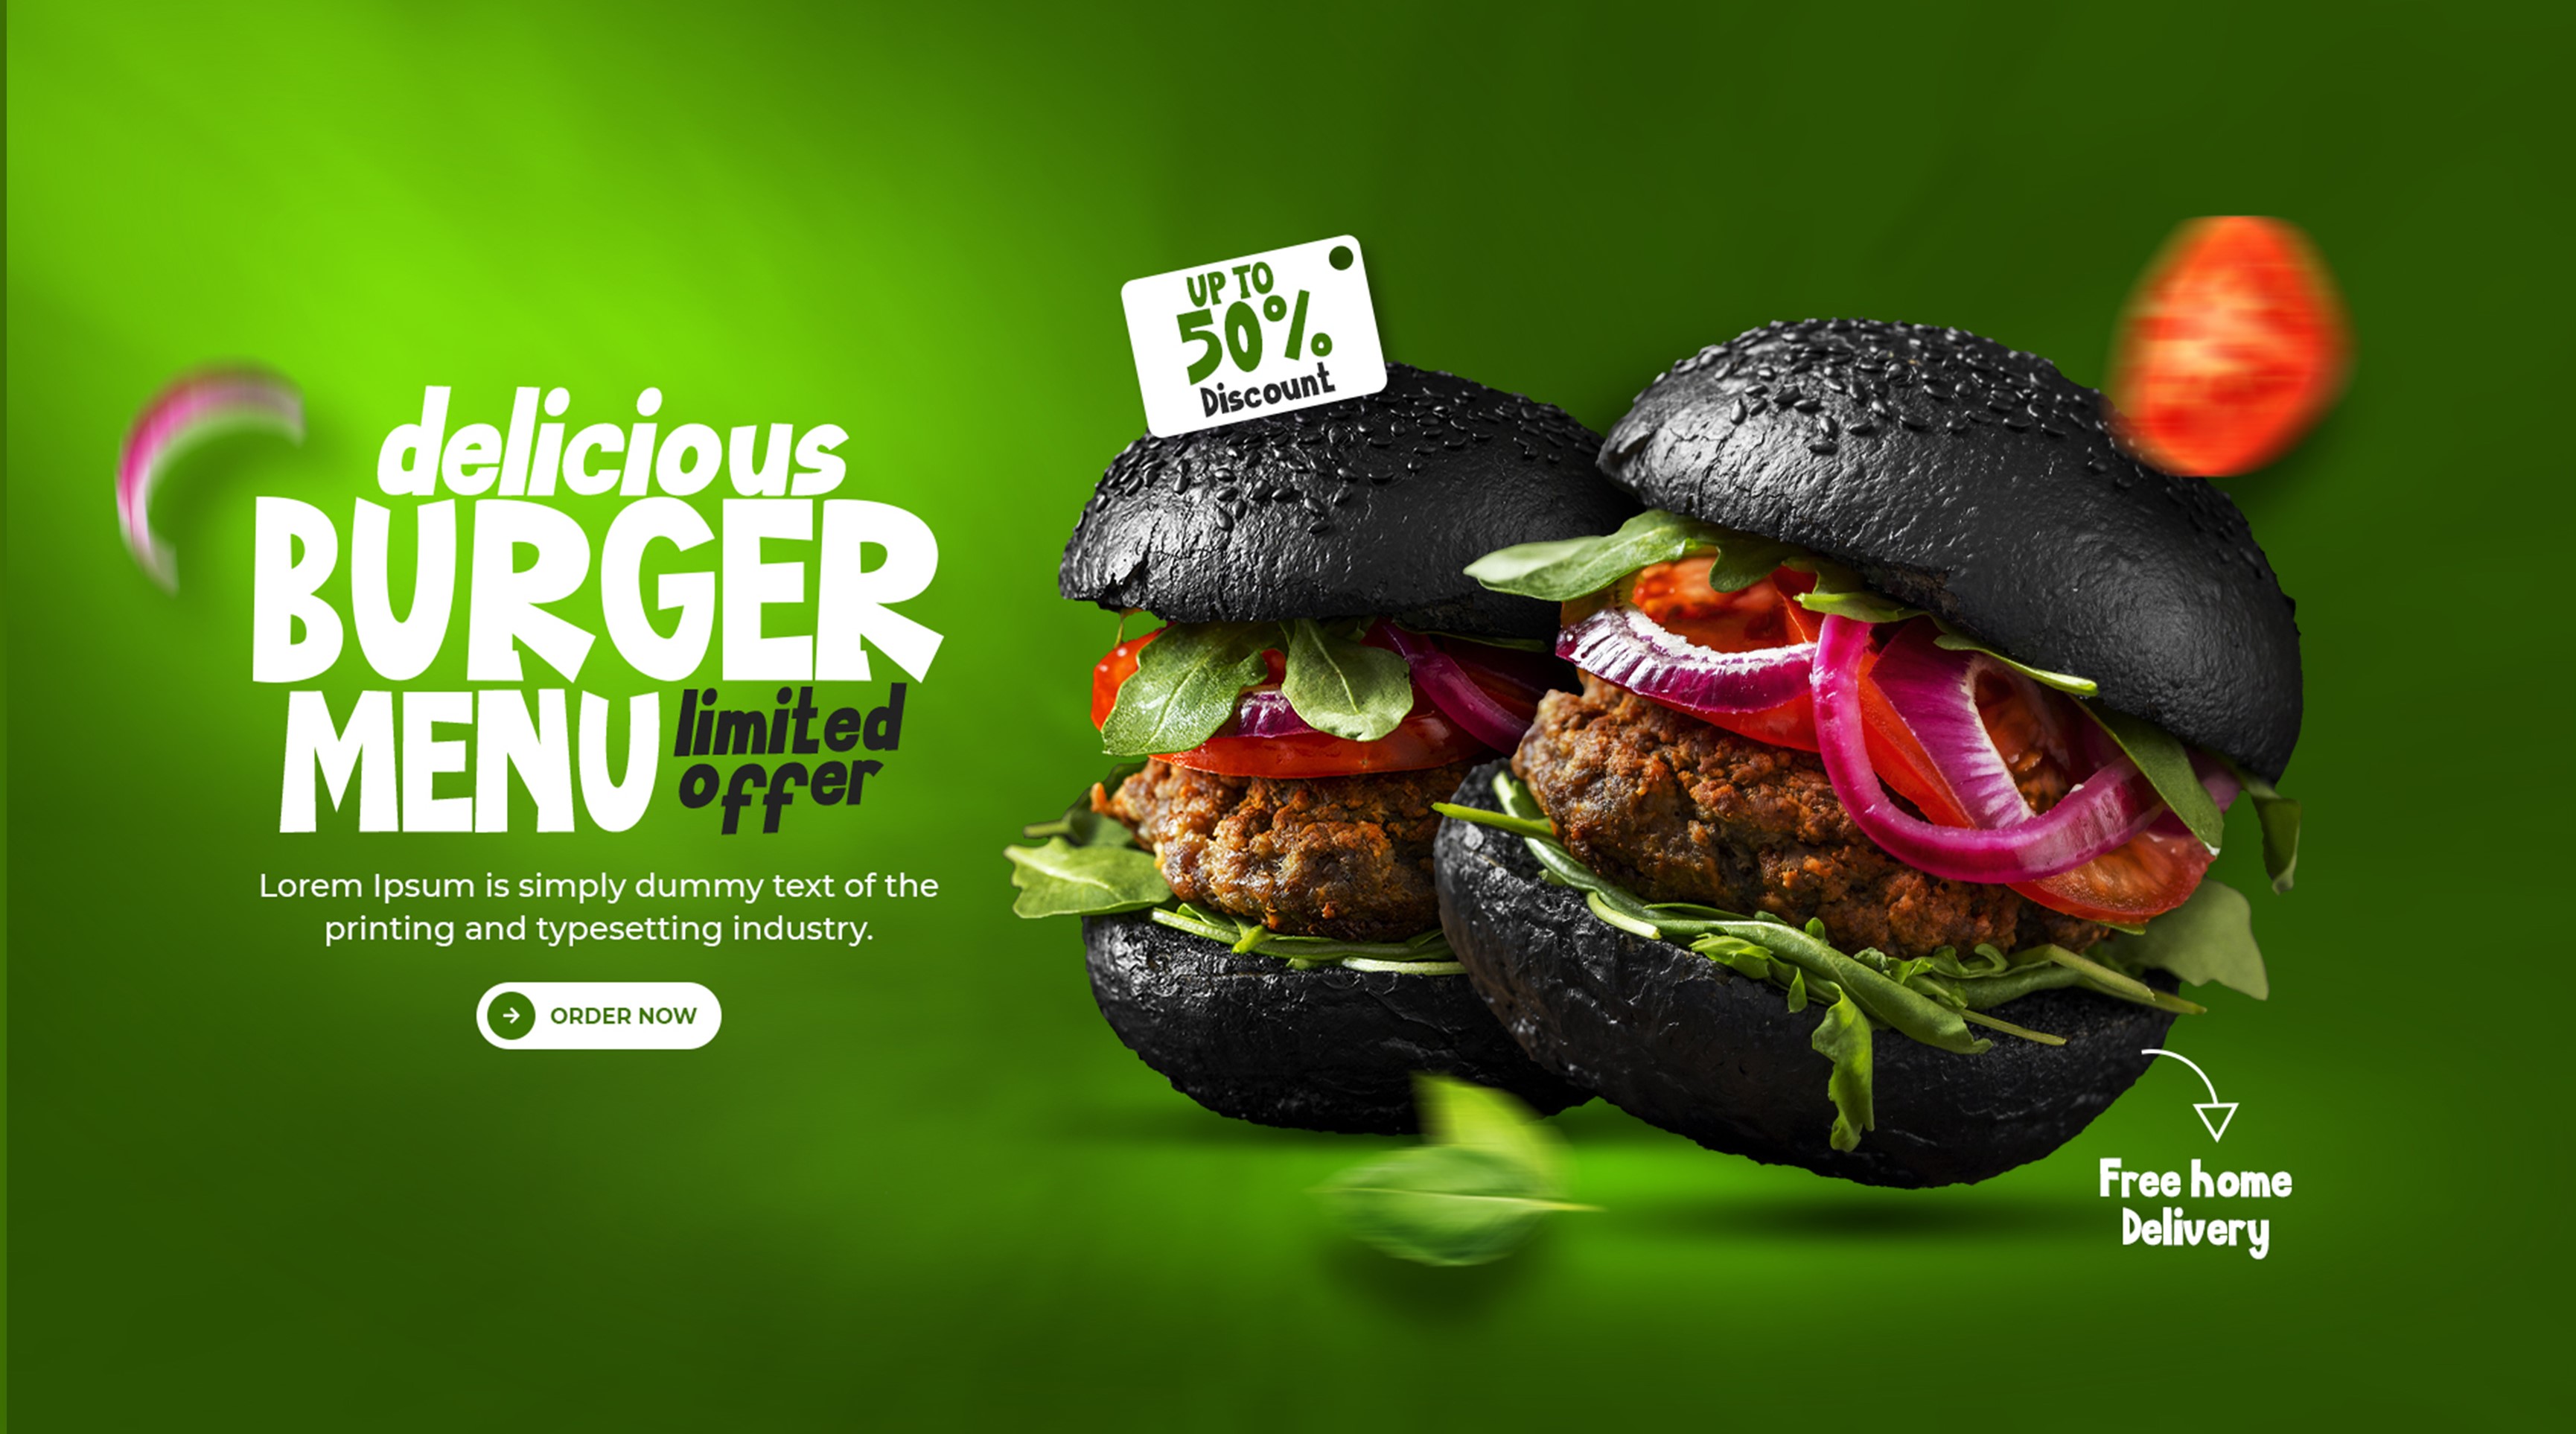 delicious
BURGER
MENU
limited
offer
Lorem Ipsum is simply dummy text of the
printing and typesetting industry.
ORDER NOW
UP TO
50%
Discount
Free home
Delivery